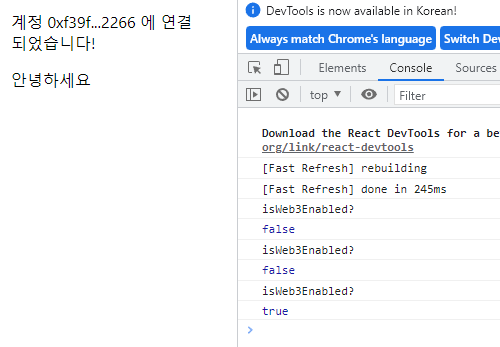 계정 0xf39f...2266 에 연결
되었습니다!
안녕하세요
DevTools is now available in Korean!
Always match Chrome's language
Switch Dev
Elements
Console
Sources
top
Filter
Download the React DevTools for a be
org/link/react-devtools
[Fast Refresh] rebuilding
[Fast Refresh] done in 245ms
isWeb3Enabled?
false
isWeb3Enabled?
false
isWeb3Enabled?
true